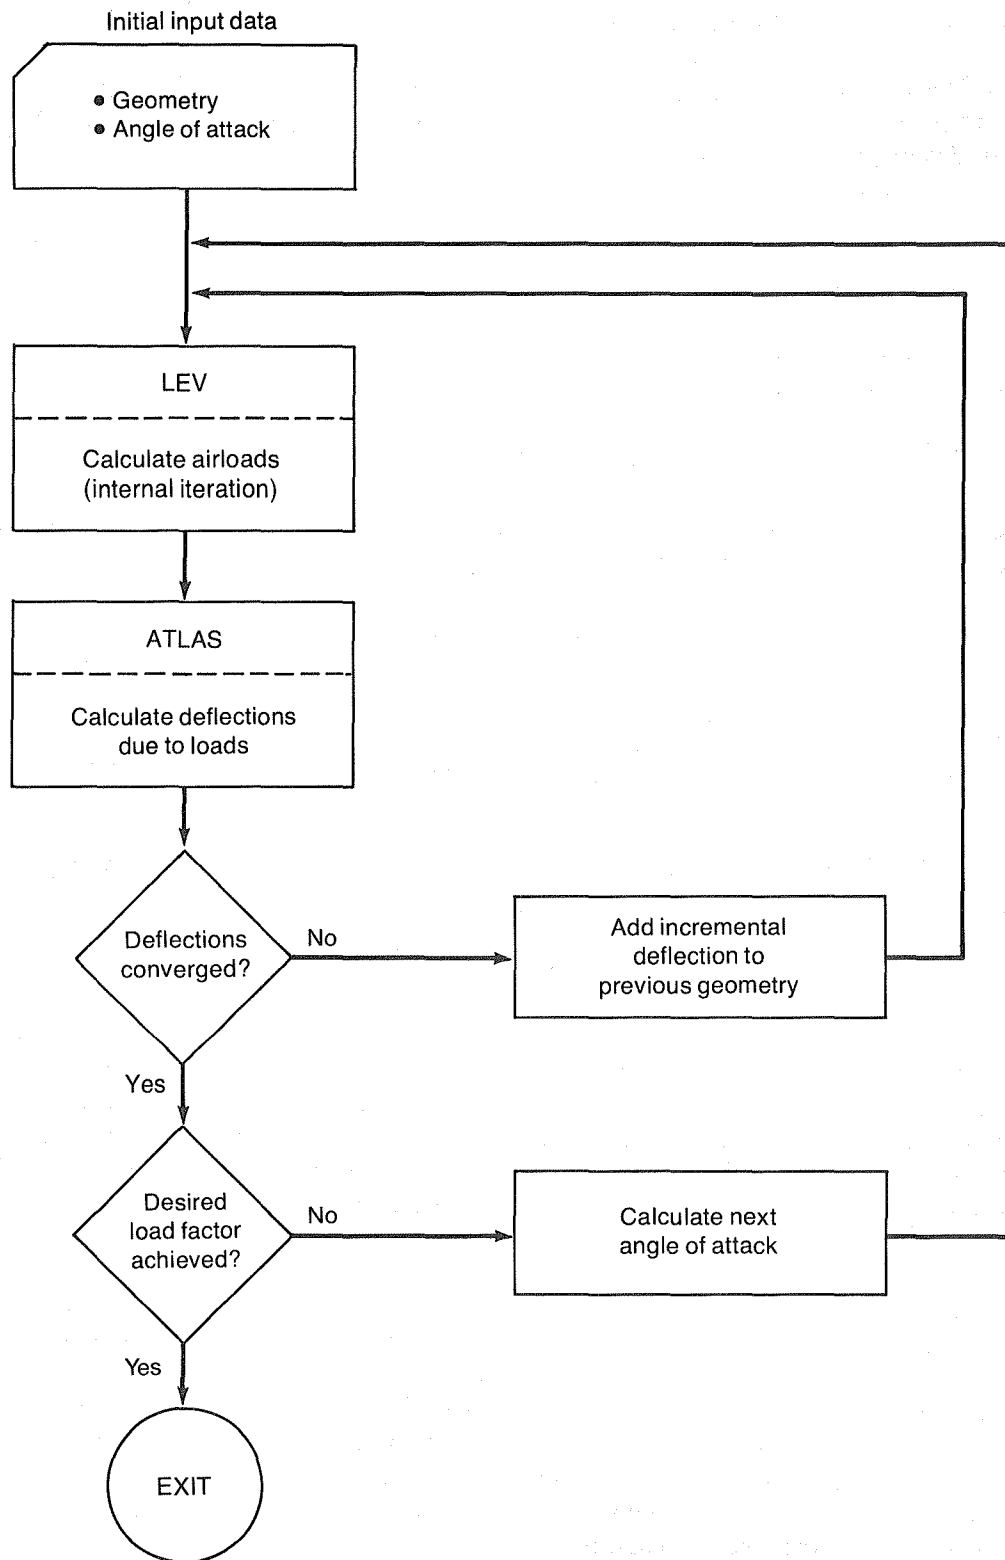 Initial input data
• Geometry
• Angle of attack
LEV
Calculate airloads
(internal iteration)
ATLAS
Calculate deflections
due to loads
Deflections
converged?
No
Add incremental
deflection to
previous geometry
Yes
Desired
load factor
achieved?
No
Calculate next
angle of attack
Yes
EXIT